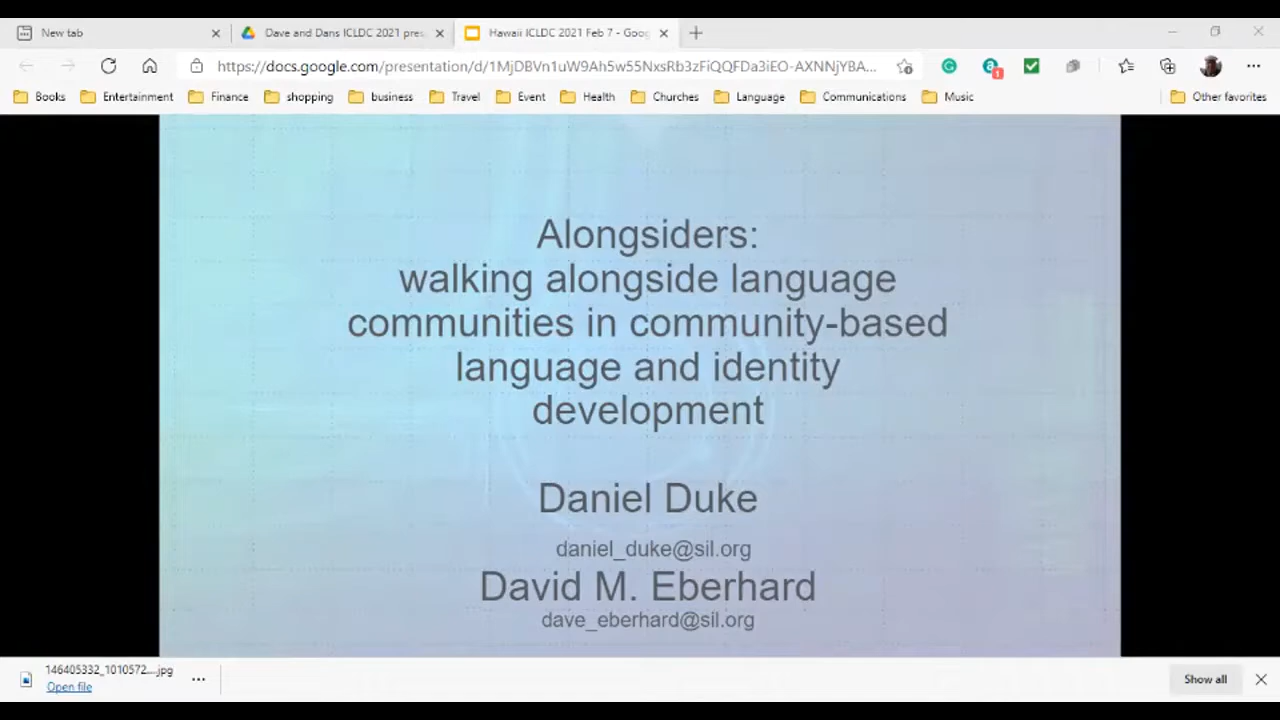 New tab
Dave and Dans ICLDC 2021 pres
Hawaii ICLDC 2021 Feb 7 - Goog
https://docs.google.com/presentation/d/1MjDBVn1uW9Ah5w55NxsRb3zFiQQFDa3iEO-AXNNjYBA...
1
Books
Entertainment
Finance
shopping
business
Travel
Event
Health
Churches
Language
Communications
Music
Other favorites
Alongsiders:
walking alongside language
communities in community-based
language and identity
development
Daniel Duke
daniel_duke@sil.org
David M. Eberhard
dave_eberhard@sil.org
146405332_1010572....jpg
Open file
Show all